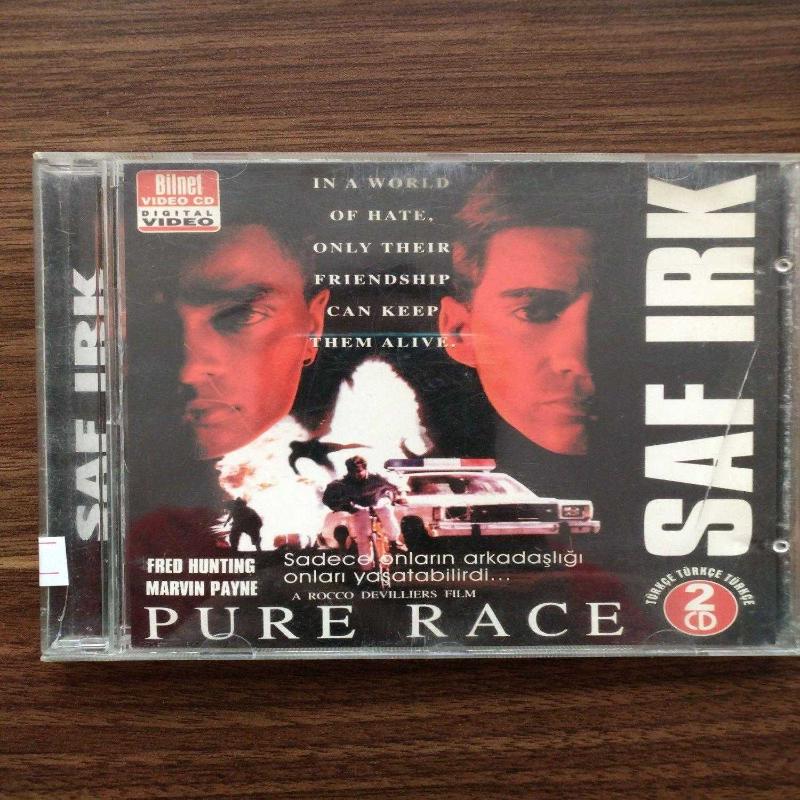 SAF IRK
Bilnet
VIDEO CD
DIGITAL
VIDEO
IN A WORLD
OF HATE,
ONLY THEIR
FRIENDSHIP
CAN KEEP
THEM ALIVE.
SAF IRK
FRED HUNTING
MARVIN PAYNE
Sadece onların arkadaşlığı
onları yaşatabilirdi...
A ROCCO DEVILLIERS FILM
PURE RACE
TÜRKÇE TÜRKÇE TÜRKÇE
2
CD